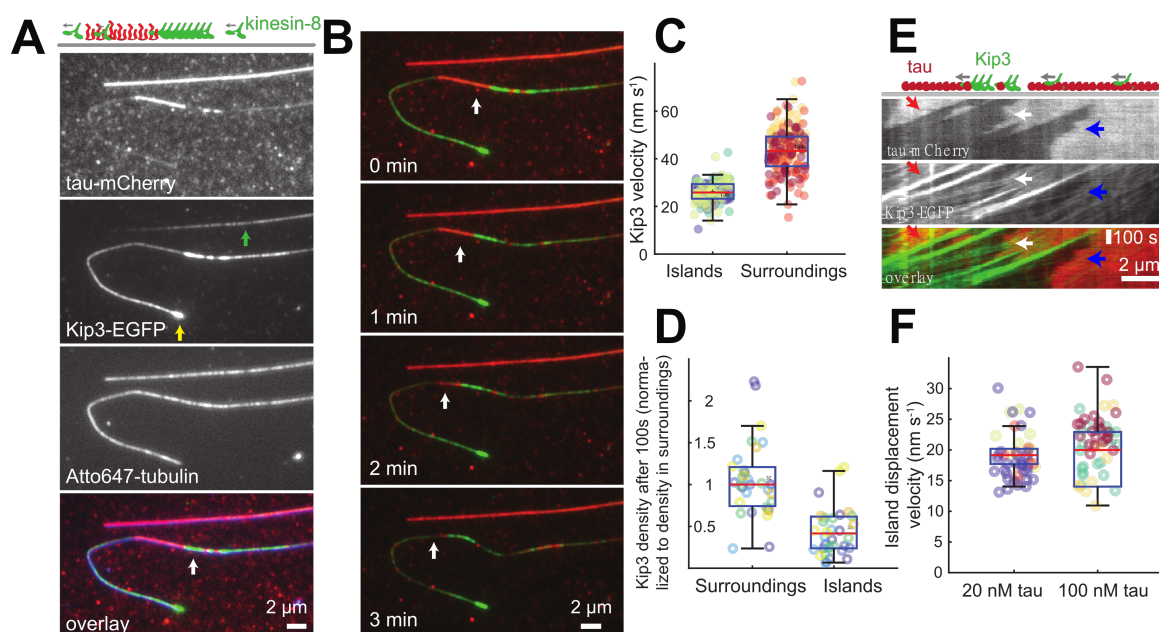 A
kinesin-8
tau-mCherry
Kip3-EGFP
Atto647-tubulin
overlay
2 µm
B
0 min
1 min
2 min
3 min
2 µm
C
Kip3 velocity (nm s⁻¹)
60
40
20
0
Islands
Surroundings
D
Kip3 density after 100s (norma-
lized to density in surroundings)
2
1.5
1
0.5
Surroundings
Islands
E
tau
Kip3
tau-mCherry
Kip3-EGFP
overlay
100 s
2 µm
F
Island displacement
velocity (nm s⁻¹)
30
25
20
15
10
5
0
20 nM tau
100 nM tau